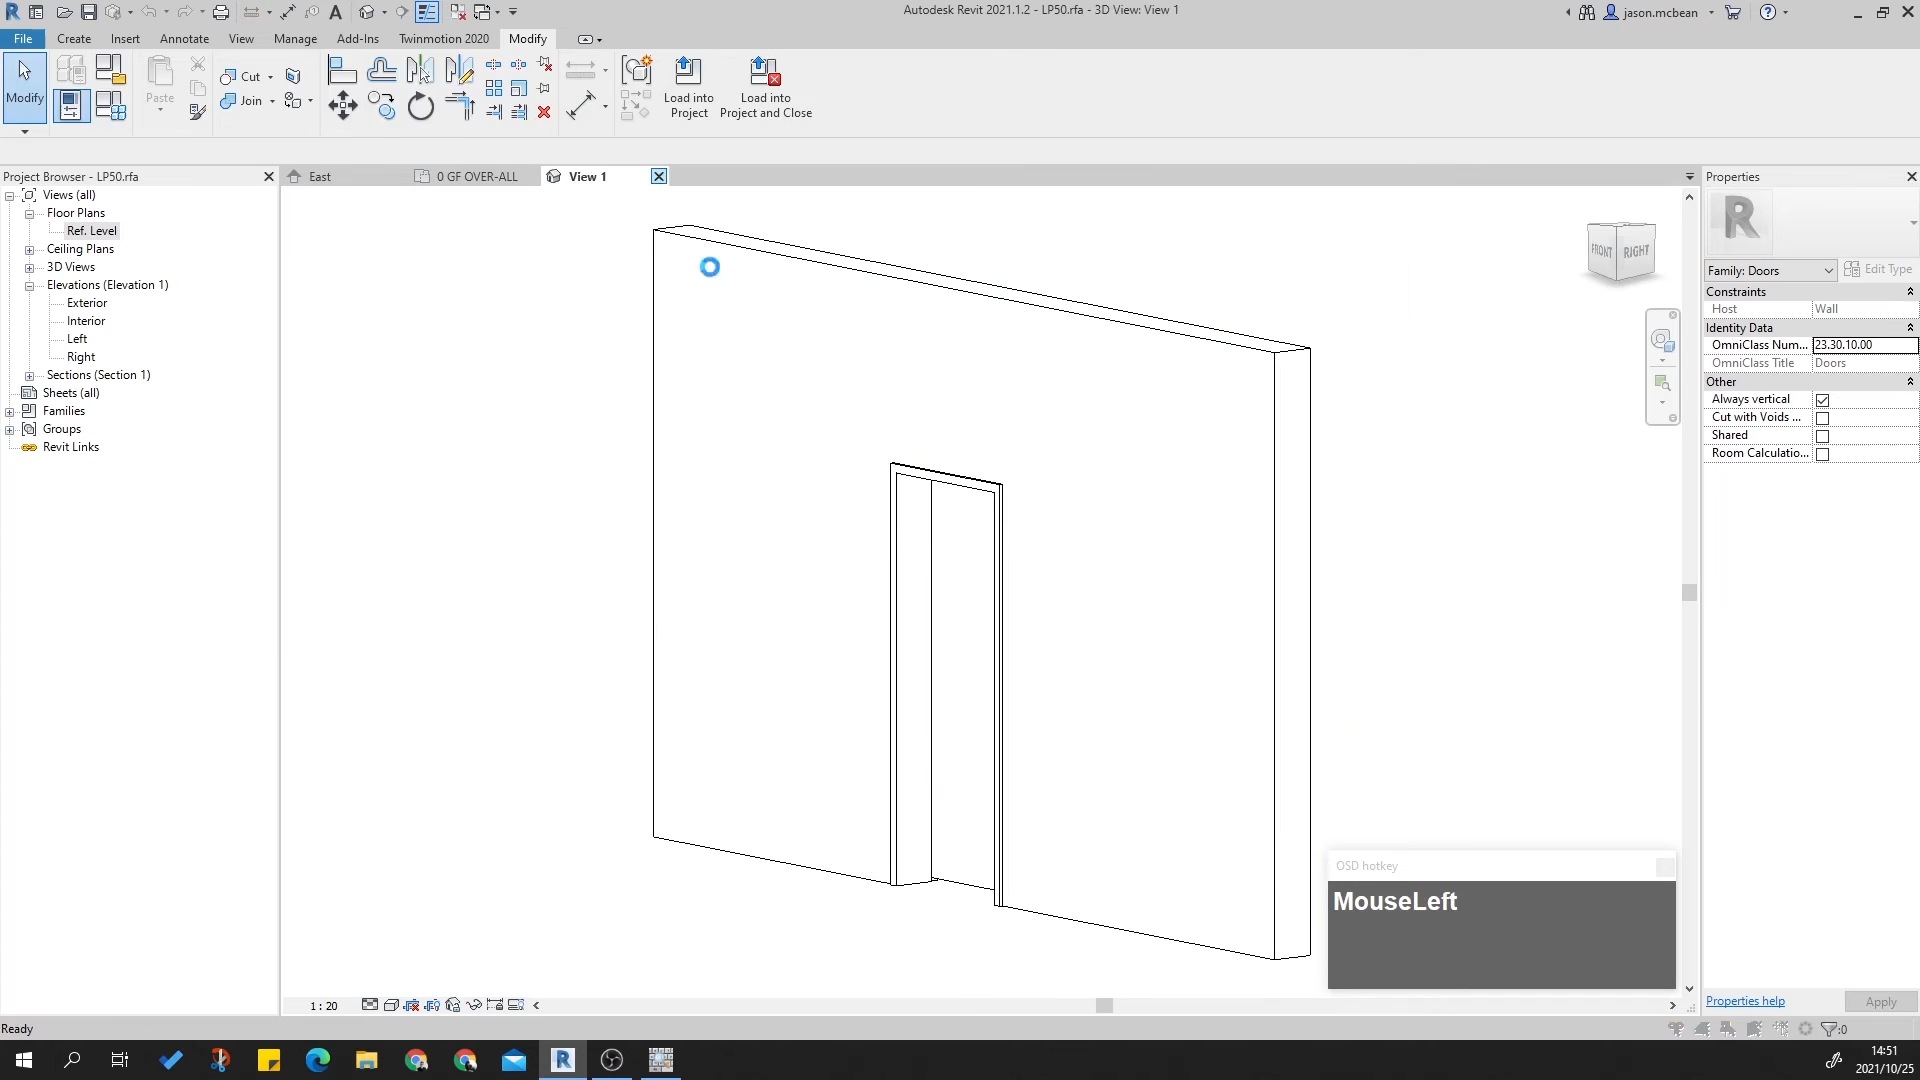 Autodesk Revit 2021.1.2 - LP50.rfa - 3D View: View 1
jason.mcbean
File Create Insert Annotate View Manage Add-Ins Twinmotion 2020 Modify
Modify
Paste
Cut
Join
Load into
Project
Load into
Project and Close
Project Browser - LP50.rfa
East
0 GF OVER-ALL
View 1
Properties
Views (all)
Floor Plans
Ref. Level
Ceiling Plans
3D Views
Elevations (Elevation 1)
Exterior
Interior
Left
Right
Sections (Section 1)
Sheets (all)
Families
Groups
Revit Links
FRONT RIGHT
Family: Doors
Edit Type
Constraints
Host Wall
Identity Data
OmniClass Num... 23.30.10.00
OmniClass Title Doors
Other
Always vertical
Cut with Voids ...
Shared
Room Calculatio...
OSD hotkey
MouseLeft
1 : 20
Properties help
Apply
Ready
:0
14:51
2021/10/25